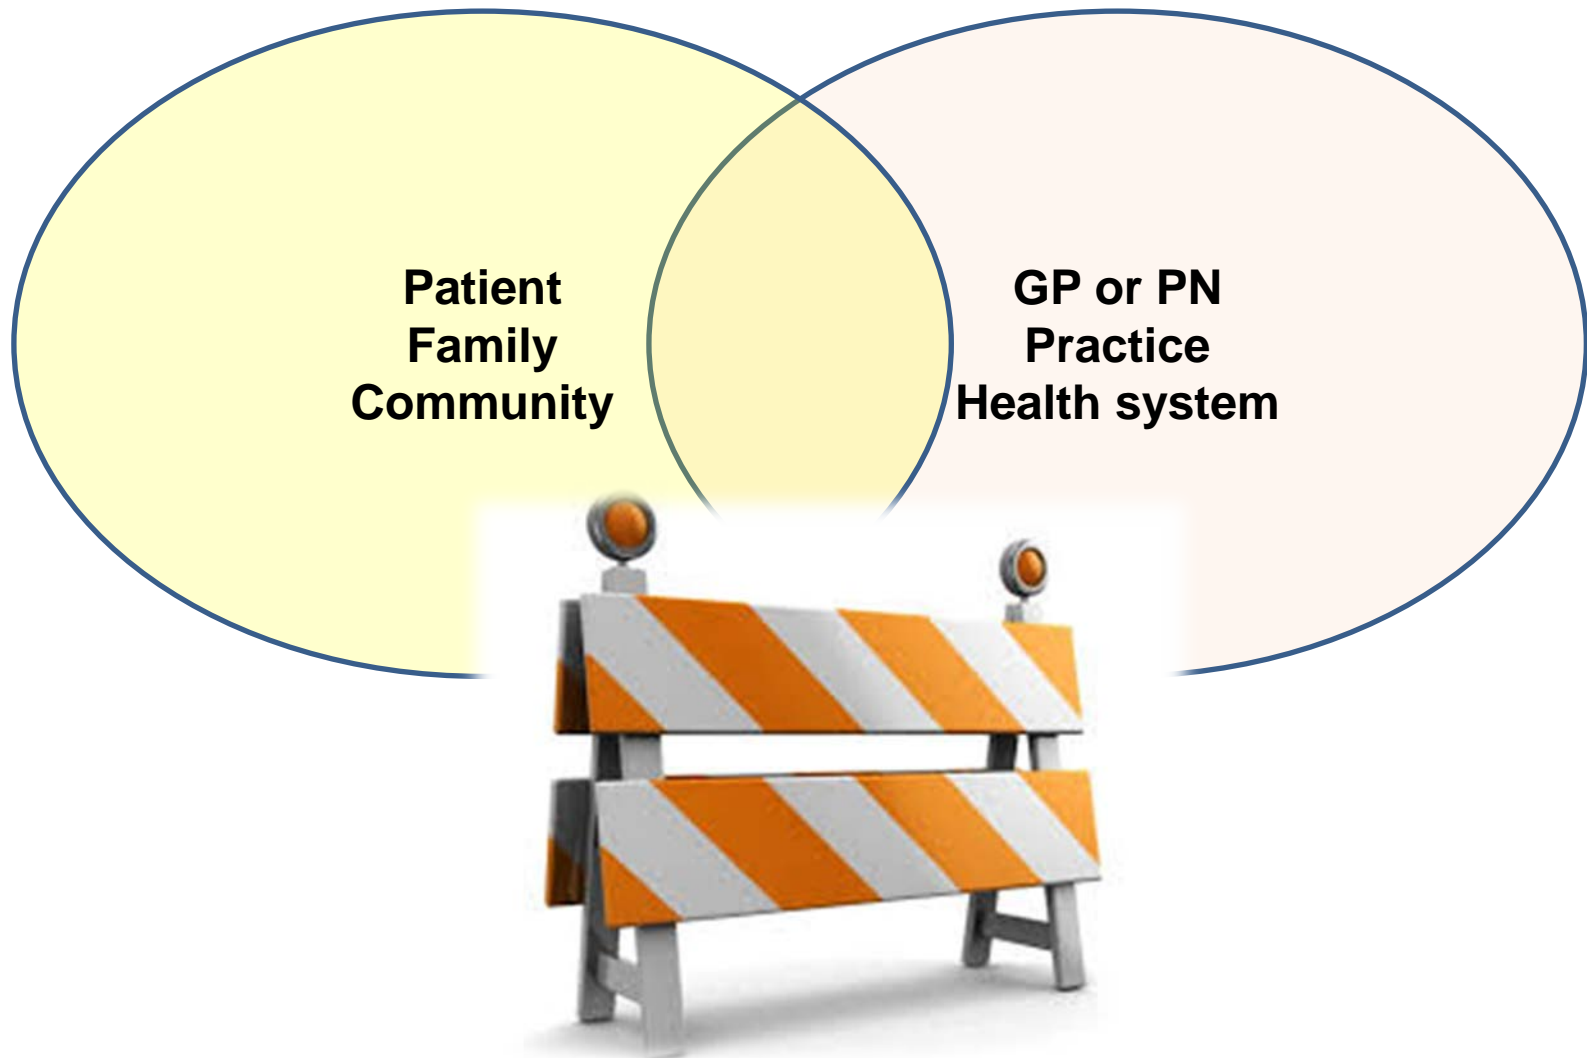 Patient
Family
Community
GP or PN
Practice
Health system